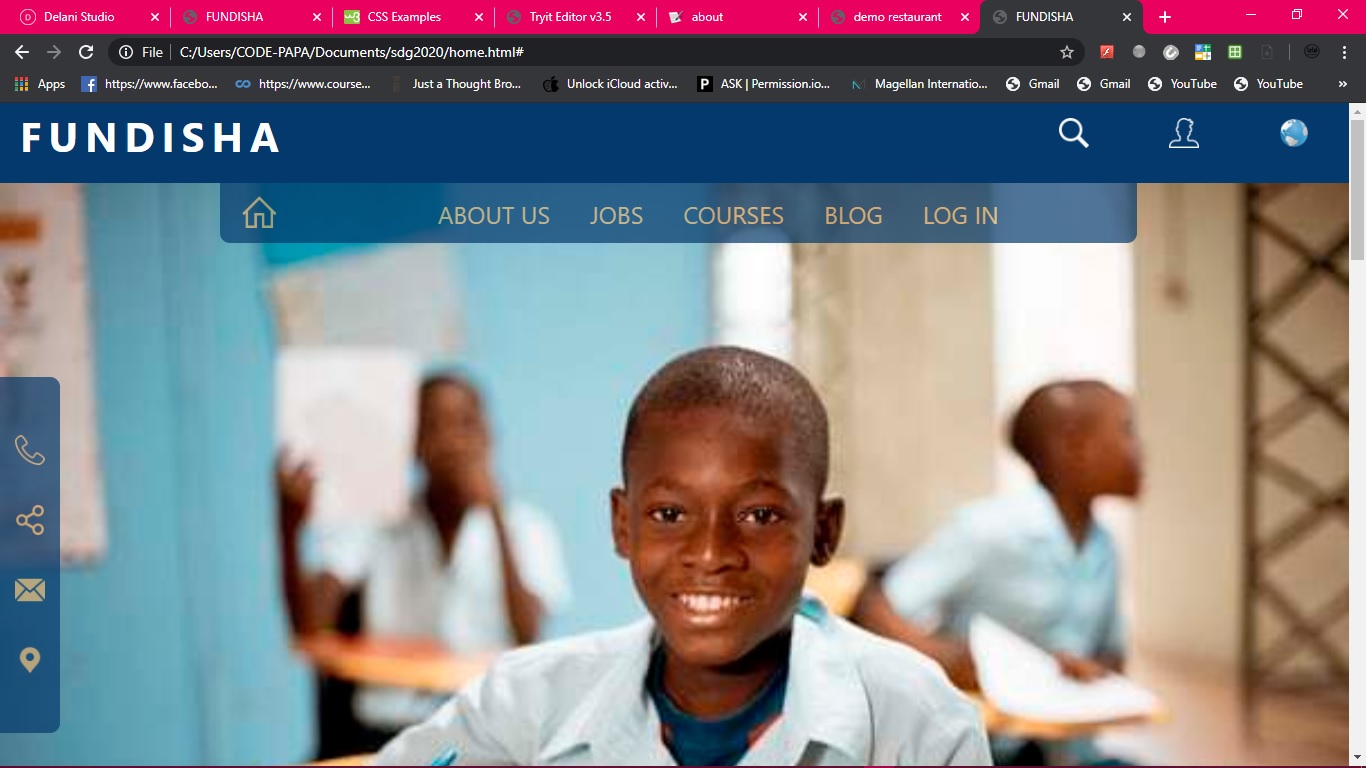 Delani Studio FUNDISHA CSS Examples Tryit Editor v3.5 about demo restaurant FUNDISHA
File C:/Users/CODE-PAPA/Documents/sdg2020/home.html#
Apps https://www.facebo... https://www.course... Just a Thought Bro... Unlock iCloud activ... P ASK | Permission.io... Magellan Internatio... Gmail Gmail YouTube YouTube »
FUNDISHA
ABOUT US JOBS COURSES BLOG LOG IN